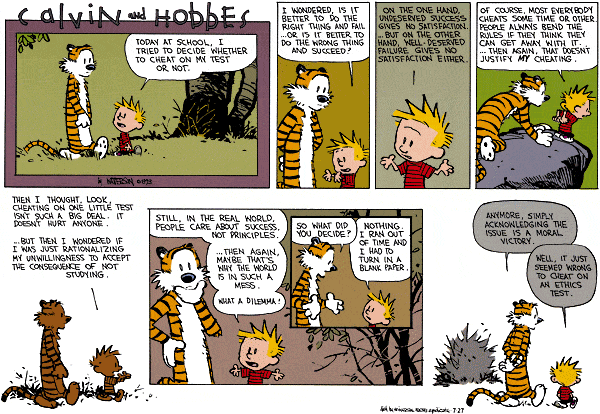 Calvin and Hobbes
TODAY AT SCHOOL, I
TRIED TO DECIDE WHETHER
TO CHEAT ON MY TEST
OR NOT.
I WONDERED, IS IT
BETTER TO DO THE
RIGHT THING AND FAIL
...OR IS IT BETTER TO
DO THE WRONG THING
AND SUCCEED?
ON THE ONE HAND,
UNDESERVED SUCCESS
GIVES NO SATISFACTION.
...BUT ON THE OTHER
HAND, WELL-DESERVED
FAILURE GIVES NO
SATISFACTION EITHER.
OF COURSE, MOST EVERYBODY
CHEATS SOME TIME OR OTHER.
PEOPLE ALWAYS BEND THE
RULES IF THEY THINK THEY
CAN GET AWAY WITH IT.
...THEN AGAIN, THAT DOESNT
JUSTIFY MY CHEATING.
THEN I THOUGHT, LOOK,
CHEATING ON ONE LITTLE TEST
ISN'T SUCH A BIG DEAL. IT
DOESN'T HURT ANYONE.
...BUT THEN I WONDERED IF
I WAS JUST RATIONALIZING
MY UNWILLINGNESS TO ACCEPT
THE CONSEQUENCE OF NOT
STUDYING.
STILL, IN THE REAL WORLD,
PEOPLE CARE ABOUT SUCCESS,
NOT PRINCIPLES.
...THEN AGAIN,
MAYBE THAT'S
WHY THE WORLD
IS IN SUCH A
MESS.
WHAT A DILEMMA!
SO WHAT DID
YOU DECIDE?
NOTHING.
I RAN OUT
OF TIME AND
I HAD TO
TURN IN A
BLANK PAPER.
ANYMORE, SIMPLY
ACKNOWLEDGING THE
ISSUE IS A MORAL
VICTORY.
WELL, IT JUST
SEEMED WRONG
TO CHEAT ON
AN ETHICS
TEST.
7-27